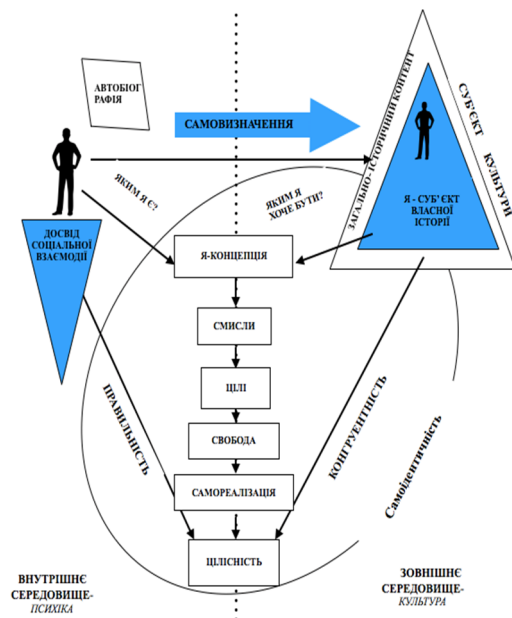 АВТОБІОГ
РАФІЯ
САМОВИЗНАЧЕННЯ
ЗАГАЛЬНО- ІСТОРИЧНИЙ КОНТЕНТ
СУБ'ЄКТ КУЛЬТУРИ
ЯКИМ Я Є?
ЯКИМ Я
ХОЧЕ БУТИ?
Я - СУБ'ЄКТ
ВЛАСНОЇ
ІСТОРІЇ
ДОСВІД
СОЦІАЛЬНОЇ
ВЗАЄМОДІЇ
Я-КОНЦЕПЦІЯ
СМИСЛИ
ЦІЛІ
СВОБОДА
САМОРЕАЛІЗАЦІЯ
ЦІЛІСНІСТЬ
ПРАВИЛЬНІСТЬ
КОНГРУЕНТНІСТЬ
Самоідентичність
ВНУТРІШНЄ
СЕРЕДОВИЩЕ-
ПСИХІКА
ЗОВНІШНЄ
СЕРЕДОВИЩЕ-
КУЛЬТУРА